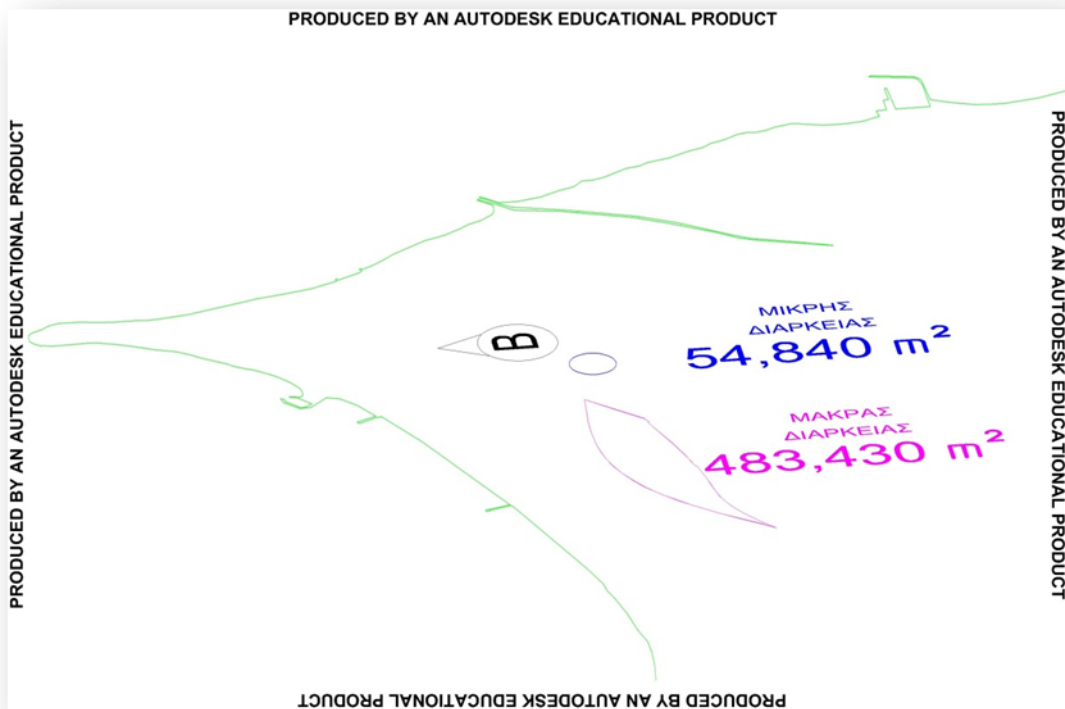 PRODUCED BY AN AUTODESK EDUCATIONAL PRODUCT
PRODUCED BY AN AUTODESK EDUCATIONAL PRODUCT
PRODUCED BY AN AUTODESK EDUCATIONAL PRODUCT
Β
ΜΙΚΡΗΣ
ΔΙΑΡΚΕΙΑΣ
54,840 m²
ΜΑΚΡΑΣ
ΔΙΑΡΚΕΙΑΣ
483,430 m²
PRODUCED BY AN AUTODESK EDUCATIONAL PRODUCT